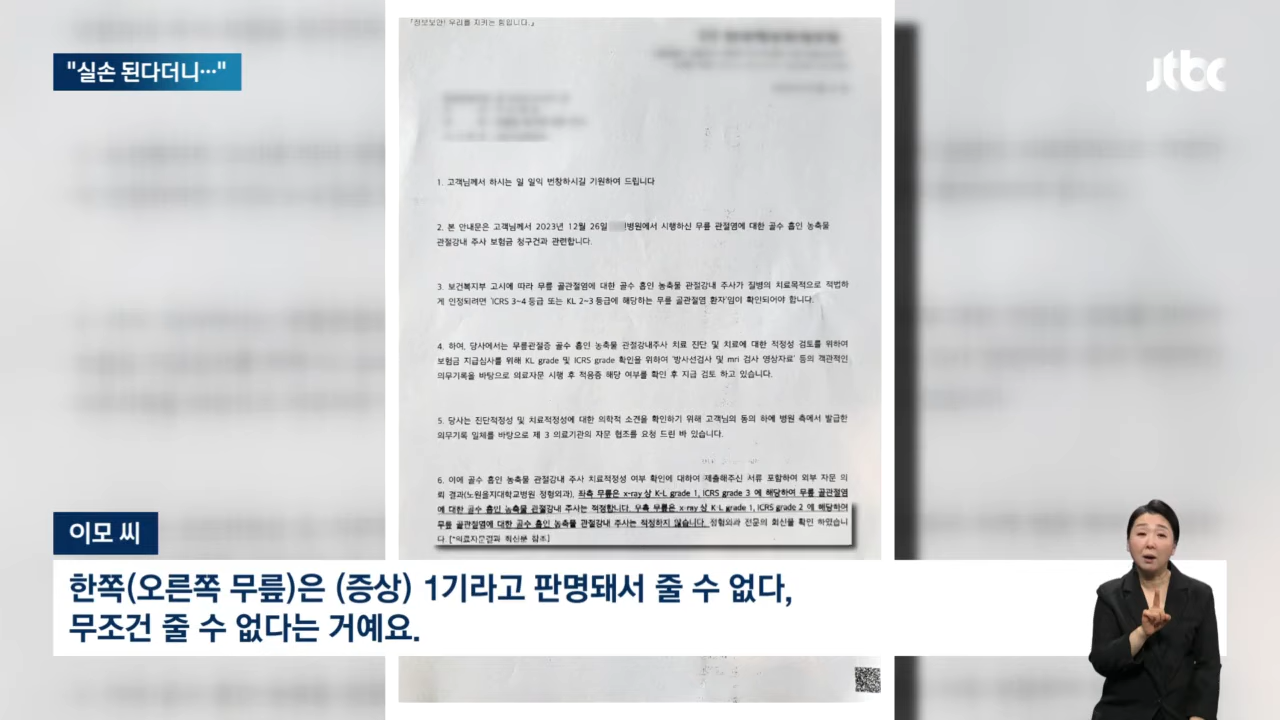 『정보보안! 우리를 지키는 힘입니다.』
"실손 된다더니…"
jtbc
1. 고객님께서 하시는 일 일익 번창하시길 기원하여 드립니다
2. 본 안내문은 고객님께서 2023년 12월 26일 병원에서 시행하신 무릎 관절염에 대한 골수 흡인 농축물
관절강내 주사 보험금 청구건과 관련합니다.
3. 보건복지부 고시에 따라 무릎 골관절염에 대한 골수 흡인 농축물 관절강내 주사가 질병의 치료목적으로 적법하
게 인정되려면 'ICRS 3~4 등급 또는 KL 2~3 등급에 해당하는 무릎 골관절염 환자'임이 확인되어야 합니다.
4. 하여, 당사에서는 무릎관절증 골수 흡인 농축물 관절강내주사 치료 진단 및 치료에 대한 적정성 검토를 위하여
보험금 지급심사를 위해 KL grade 및 ICRS grade 확인을 위하여 '방사선검사 및 mri 검사 영상자료' 등의 객관적인
의무기록을 바탕으로 의료자문 시행 후 적응증 해당 여부를 확인 후 지급 검토 하고 있습니다.
5. 당사는 진단적정성 및 치료적정성에 대한 의학적 소견을 확인하기 위해 고객님의 동의 하에 병원 측에서 발급한
의무기록 일체를 바탕으로 제 3 의료기관의 자문 협조를 요청 드린 바 있습니다.
6. 이에 골수 흡인 농축물 관절강내 주사 치료적정성 여부 확인에 대하여 제출해주신 서류 포함하여 외부 자문 의
뢰 결과(노원을지대학교병원 정형외과), 좌측 무릎은 x-ray 상 K-L grade 1, ICRS grade 3 에 해당하여 무릎 골관절염
에 대한 골수 흡인 농축물 관절강내 주사는 적정합니다. 우측 무릎은 x-ray 상 K-L grade 1, ICRS grade 2 에 해당하여
무릎 골관절염에 대한 골수 흡인 농축물 관절강내 주사는 적정하지 않습니다. 정형외과 전문의 회신을 확인 하였습니
다 [*의료자문결과 회신문 참조]
이모 씨
한쪽(오른쪽 무릎)은 (증상) 1기라고 판명돼서 줄 수 없다,
무조건 줄 수 없다는 거예요.